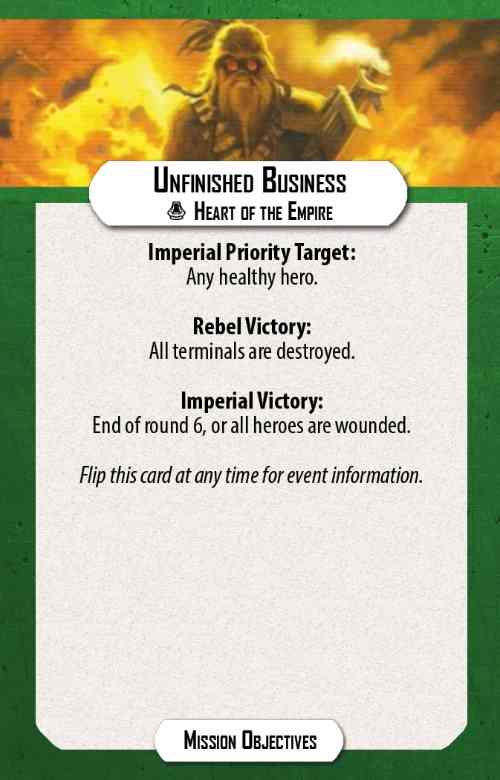 Unfinished Business
Heart of the Empire
Imperial Priority Target:
Any healthy hero.
Rebel Victory:
All terminals are destroyed.
Imperial Victory:
End of round 6, or all heroes are wounded.
Flip this card at any time for event information.
Mission Objectives